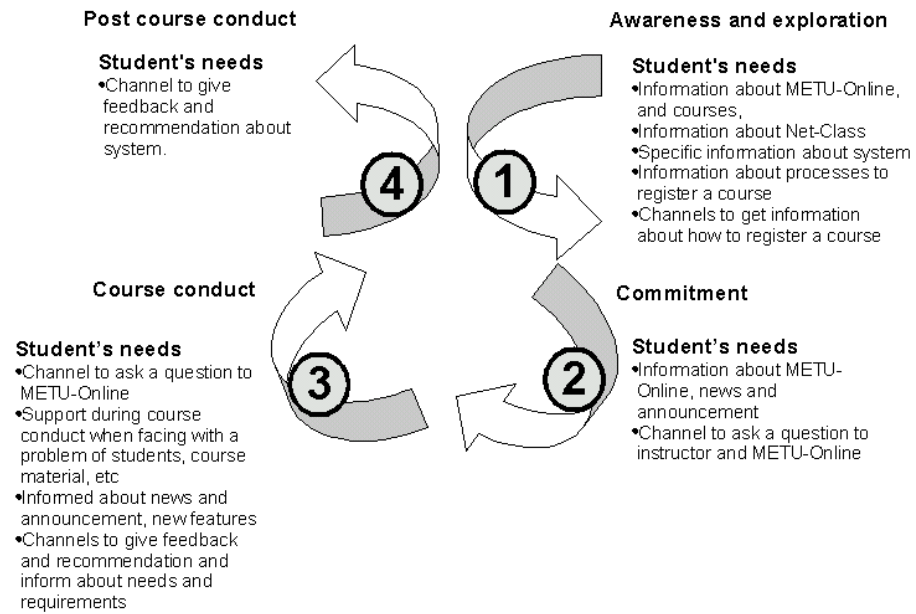 Post course conduct
Student's needs
•Channel to give
feedback and
recommendation about
system.
4
Awareness and exploration
Student's needs
•Information about METU-Online,
and courses,
•Information about Net-Class
•Specific information about system
•Information about processes to
register a course
•Channels to get information
about how to register a course
1
Course conduct
Student’s needs
•Channel to ask a question to
METU-Online
•Support during course
conduct when facing with a
problem of students, course
material, etc
•Informed about news and
announcement, new features
•Channels to give feedback
and recommendation and
inform about needs and
requirements
3
Commitment
Student’s needs
•Information about METU-
Online, news and
announcement
•Channel to ask a question to
instructor and METU-Online
2